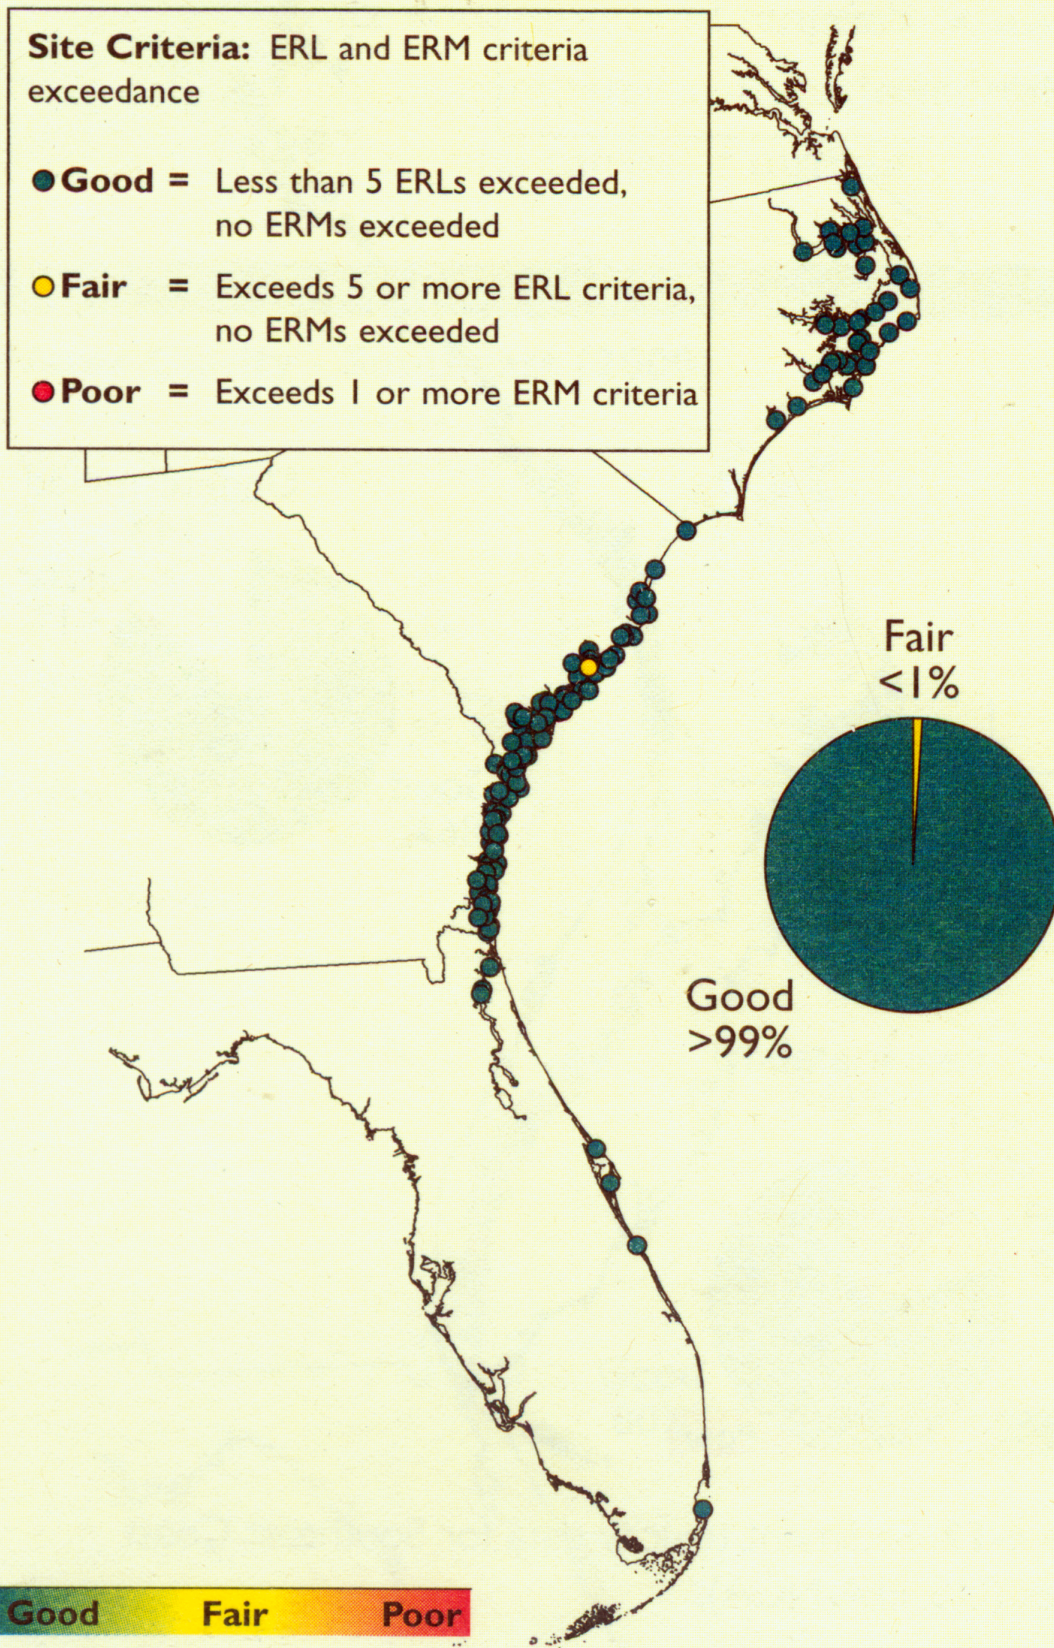 Site Criteria: ERL and ERM criteria
exceedance
Good = Less than 5 ERLs exceeded,
no ERMs exceeded
Fair = Exceeds 5 or more ERL criteria,
no ERMs exceeded
Poor = Exceeds 1 or more ERM criteria
Fair
<1%
Good
>99%
Good Fair Poor